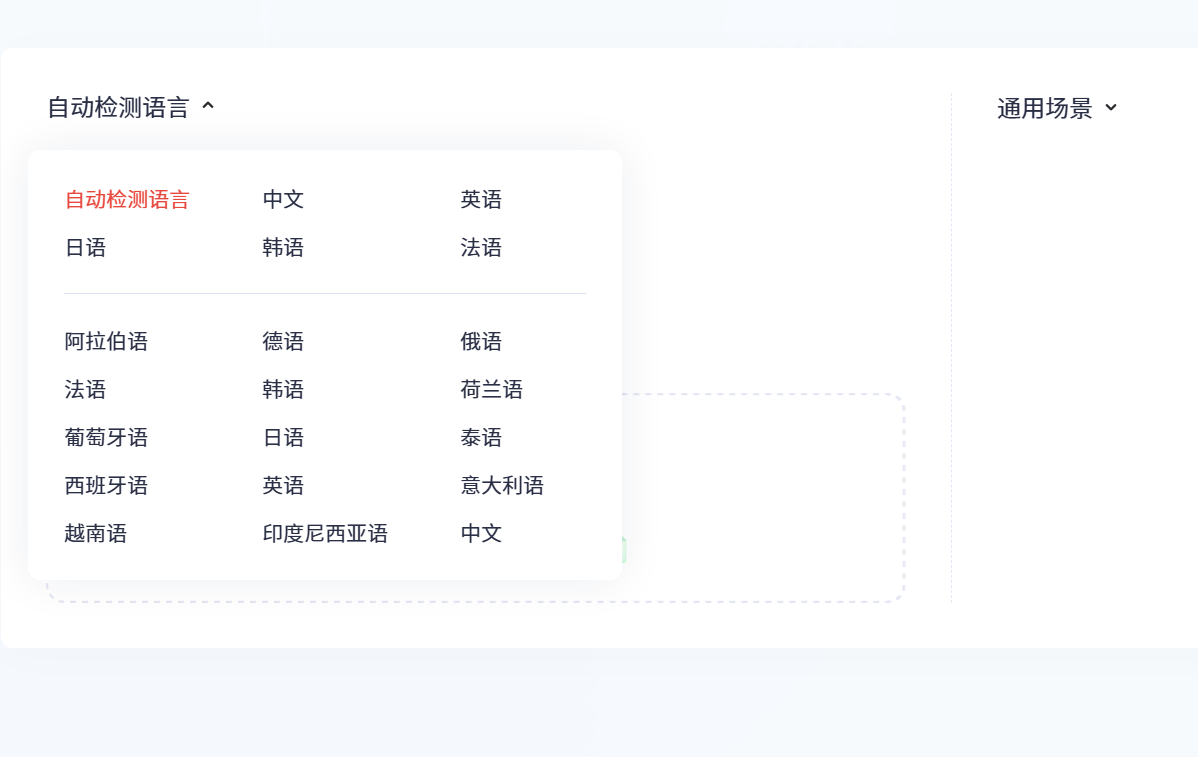 自动检测语言 通用场景
自动检测语言 中文 英语
日语 韩语 法语
阿拉伯语 德语 俄语
法语 韩语 荷兰语
葡萄牙语 日语 泰语
西班牙语 英语 意大利语
越南语 印度尼西亚语 中文